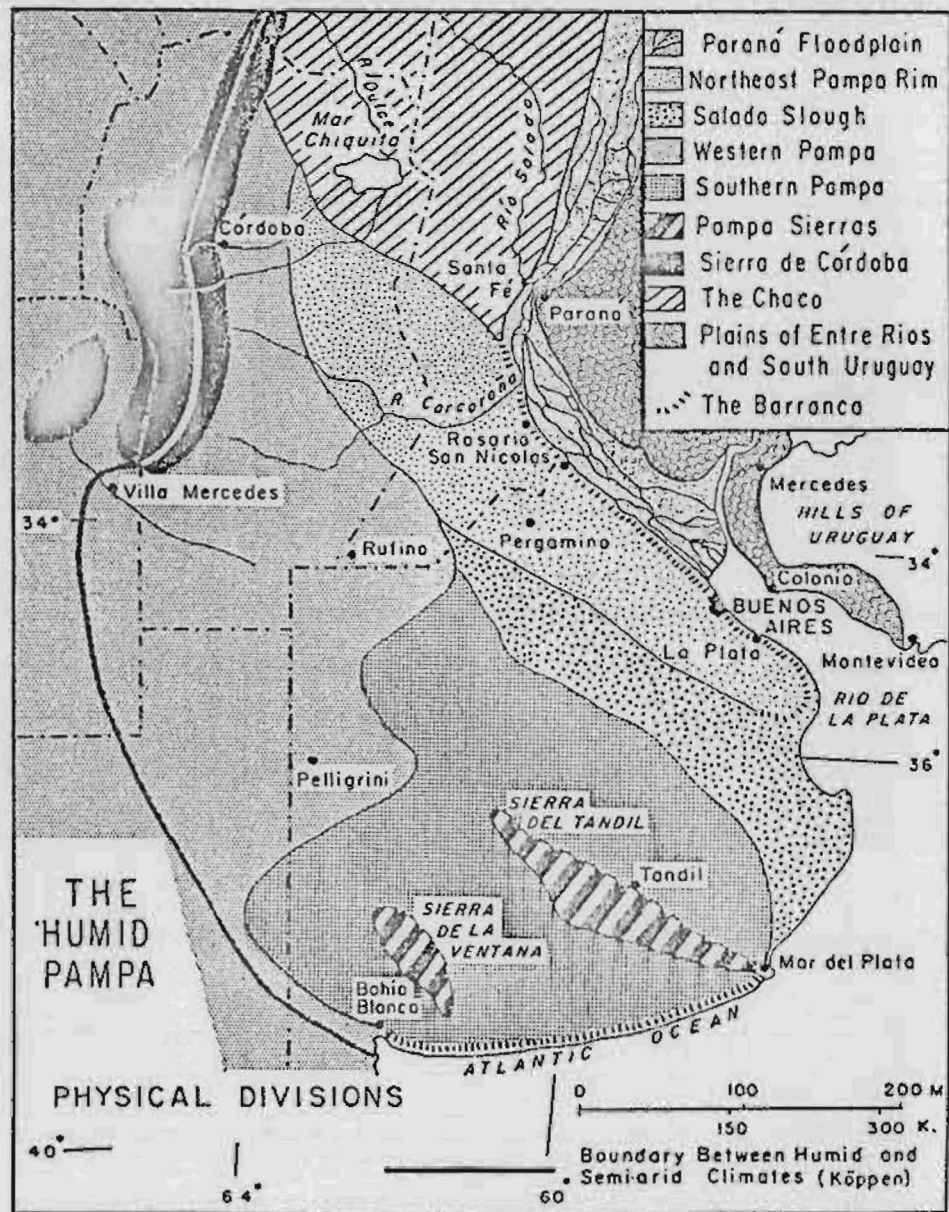 Paraná Floodplain
Northeast Pampa Rim
Salado Slough
Western Pampa
Southern Pampa
Pampa Sierras
Sierra de Córdoba
The Chaco
Plains of Entre Rios
and South Uruguay
The Barranca
R. Dulce
Mar
Chiquita
Río Salado
Córdoba
Santa
Fé
Paraná
R. Carcarana
Rosario
San Nicolas
Mercedes
Villa Mercedes
HILLS OF
URUGUAY
34°
34°
Rufino
Pergamino
Colonia
BUENOS
AIRES
La Plata
Montevideo
RIO DE
LA PLATA
36°
Pelligrini
SIERRA
DEL TANDIL
Tandil
THE
HUMID
PAMPA
SIERRA
DE LA
VENTANA
Mar del Plata
Bahía
Blanca
ATLANTIC OCEAN
PHYSICAL DIVISIONS
0 100 200 M.
150 300 K.
40°
Boundary Between Humid and
Semi-arid Climates (Köppen)
64°
60°